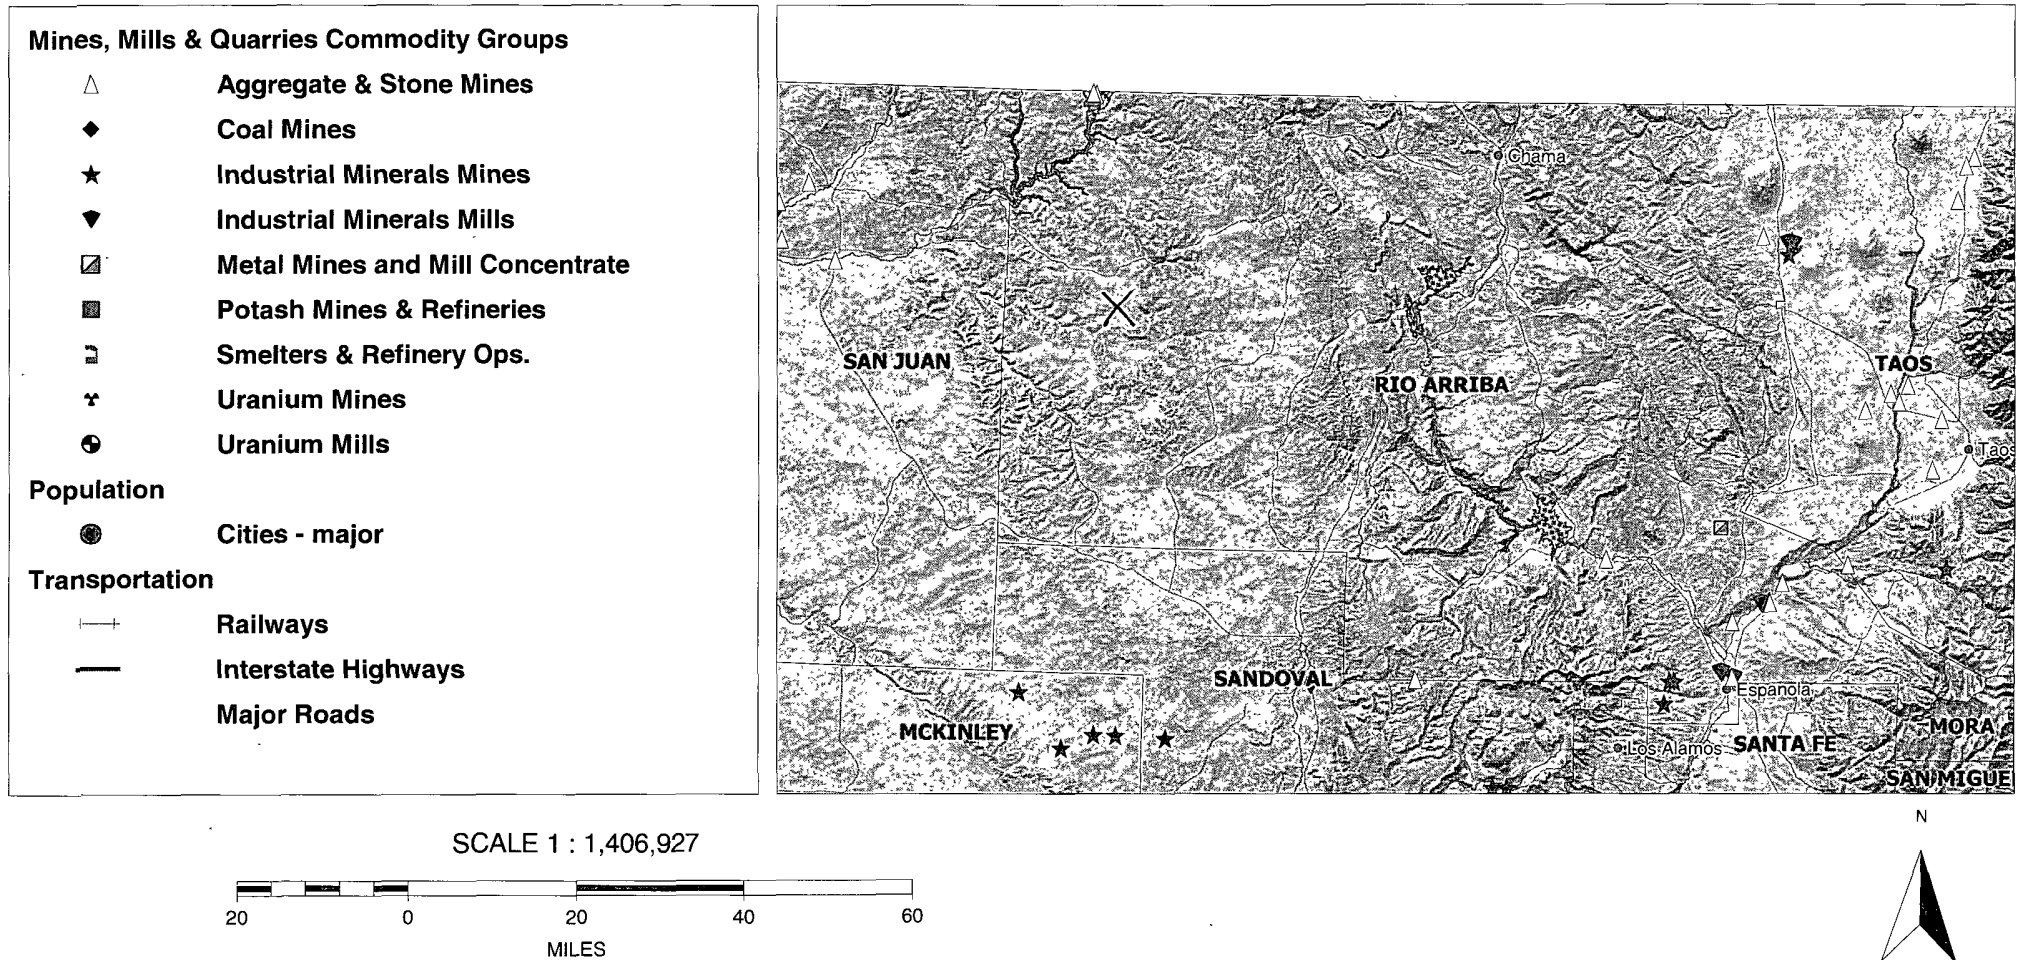 Mines, Mills & Quarries Commodity Groups
Aggregate & Stone Mines
Coal Mines
Industrial Minerals Mines
Industrial Minerals Mills
Metal Mines and Mill Concentrate
Potash Mines & Refineries
Smelters & Refinery Ops.
Uranium Mines
Uranium Mills
Population
Cities - major
Transportation
Railways
Interstate Highways
Major Roads
Chama
SAN JUAN
RIO ARRIBA
TAOS
Taos
SANDOVAL
Espanola
MCKINLEY
Los Alamos
SANTA FE
MORA
SAN MIGUE
SCALE 1 : 1,406,927
20 0 20 40 60
MILES
N